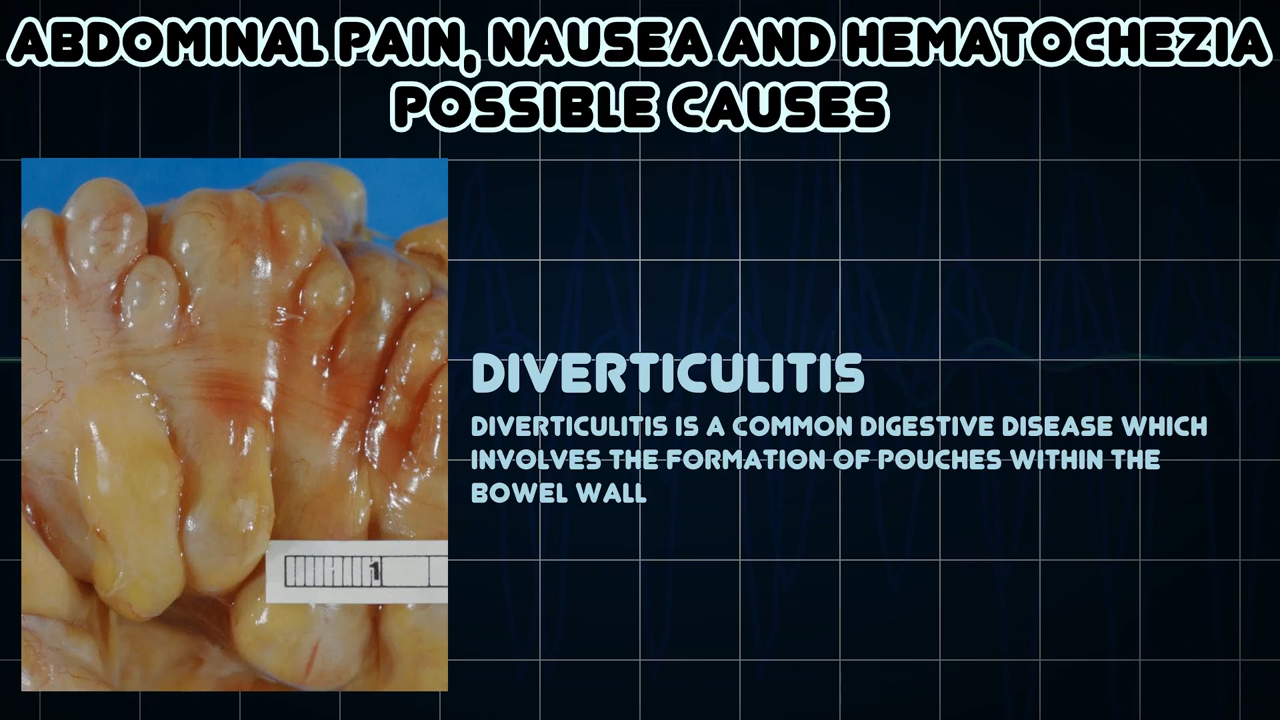 ABDOMINAL PAIN, NAUSEA AND HEMATOCHEZIA
POSSIBLE CAUSES
DIVERTICULITIS
DIVERTICULITIS IS A COMMON DIGESTIVE DISEASE WHICH
INVOLVES THE FORMATION OF POUCHES WITHIN THE
BOWEL WALL
1